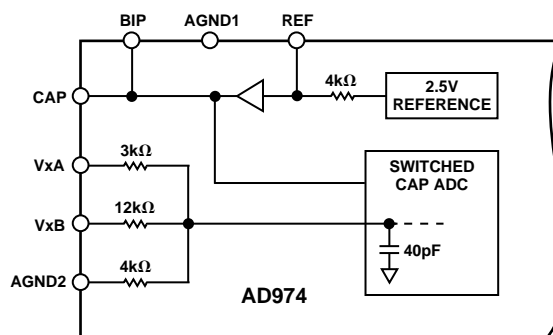 BIP
AGND1
REF
CAP
4kΩ
2.5V
REFERENCE
VxA
3kΩ
SWITCHED
CAP ADC
VxB
12kΩ
40pF
AGND2
4kΩ
AD974